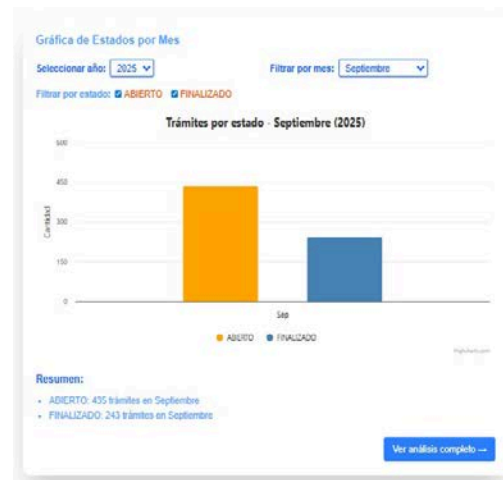 Gráfica de Estados por Mes
Seleccionar año: 2025 Filtrar por mes: Septiembre
Filtrar por estado: ABIERTO FINALIZADO
Trámites por estado - Septiembre (2025)
600
450
300
150
0
Cantidad
Sep
ABIERTO FINALIZADO
Highcharts.com
Resumen:
• ABIERTO: 435 trámites en Septiembre
• FINALIZADO: 243 trámites en Septiembre
Ver análisis completo →